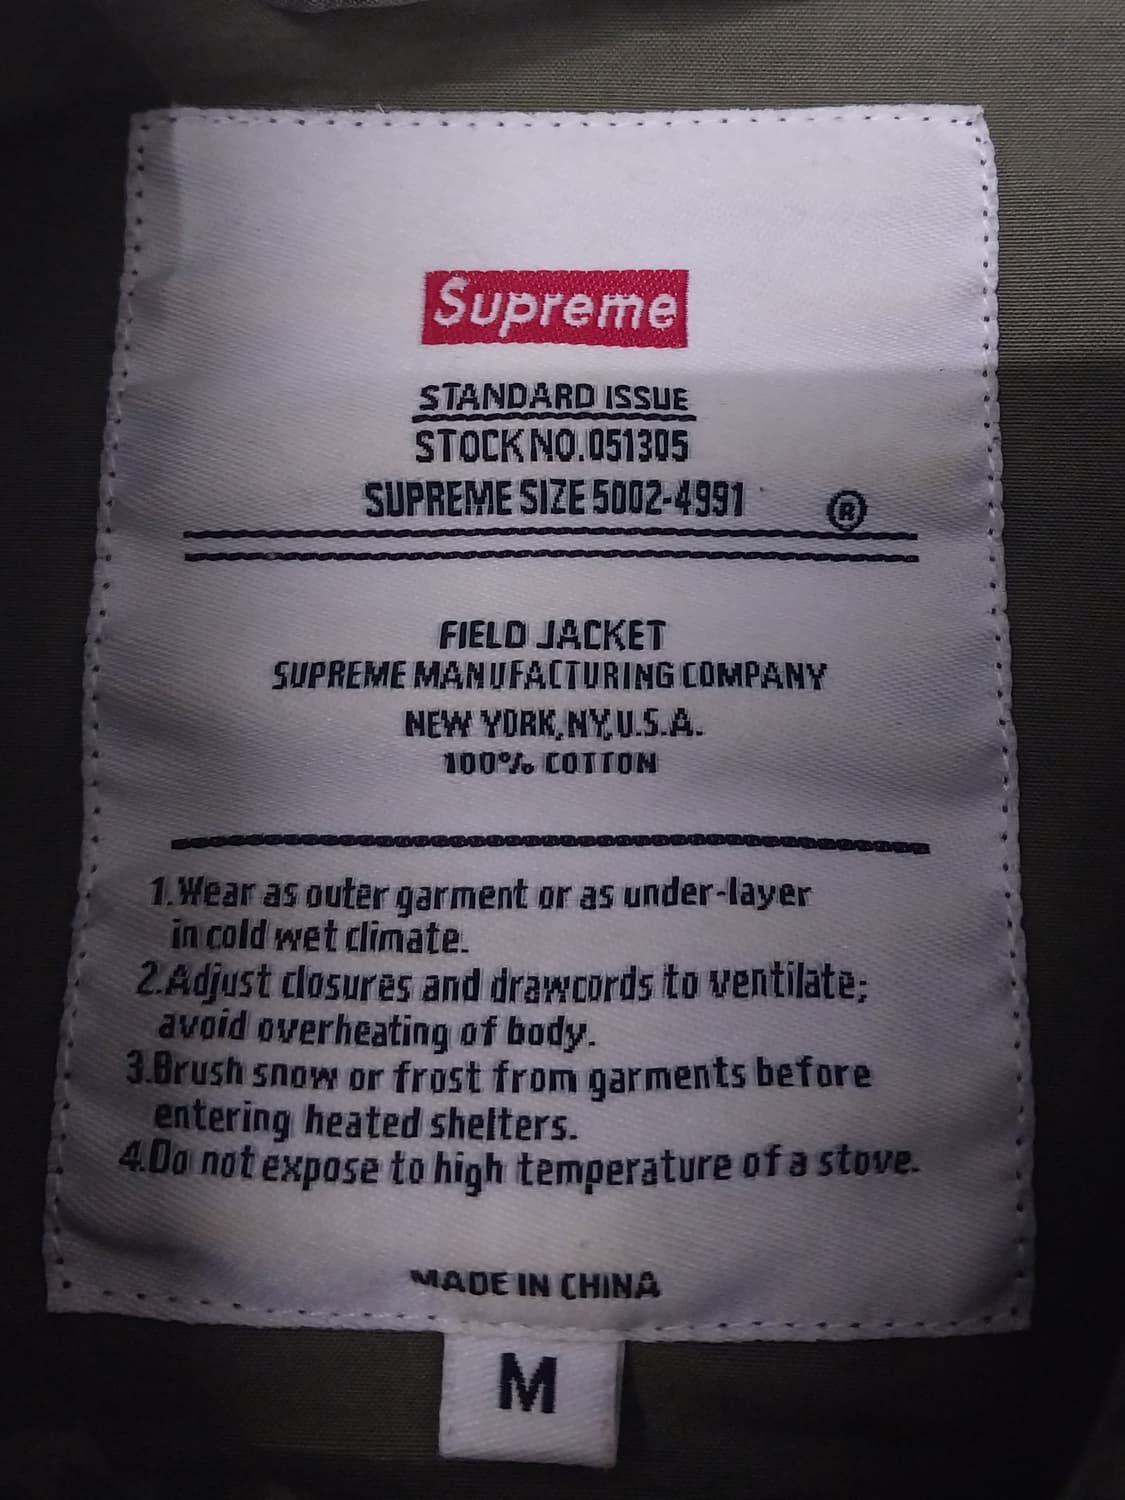 Supreme
STANDARD ISSUE
STOCK NO. 051305
SUPREME SIZE 5002-4991 ®
FIELD JACKET
SUPREME MANUFACTURING COMPANY
NEW YORK, NY, U.S.A.
100% COTTON
1. Wear as outer garment or as under-layer
in cold wet climate.
2. Adjust closures and drawcords to ventilate;
avoid overheating of body.
3. Brush snow or frost from garments before
entering heated shelters.
4. Do not expose to high temperature of a stove.
MADE IN CHINA
M